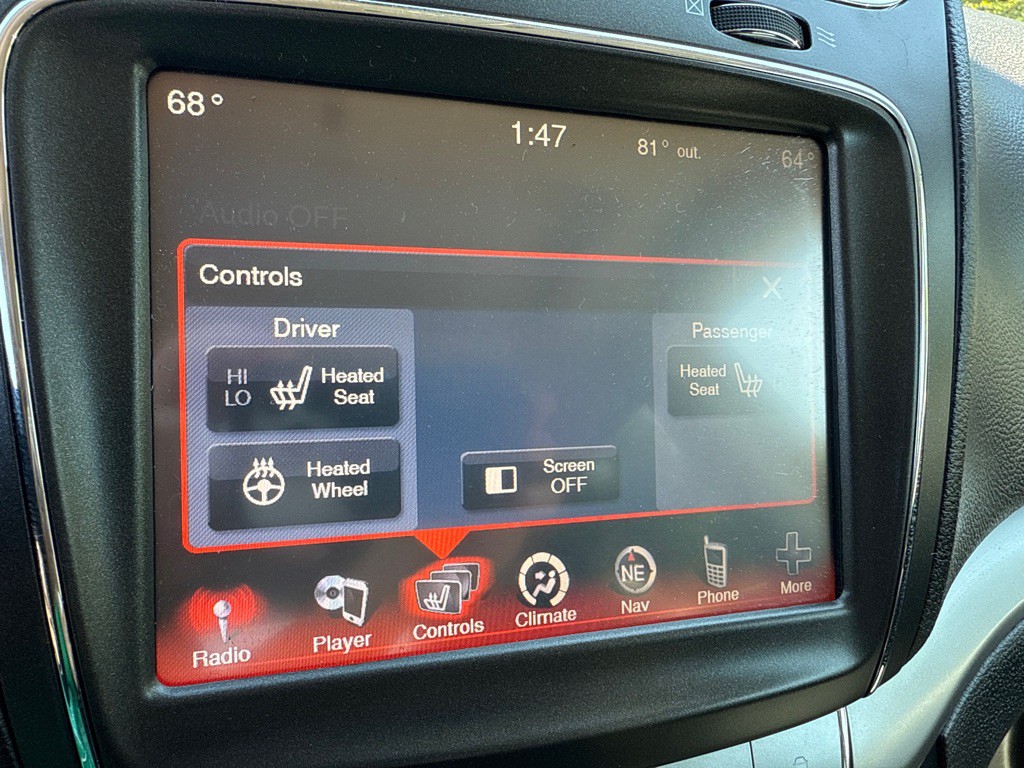 68°
1:47
81° out.
64°
Audio OFF
Controls
X
Driver
Passenger
HI
LO
Heated
Seat
Heated
Seat
Heated
Wheel
Screen
OFF
Radio
Player
Controls
Climate
NE
Nav
Phone
More